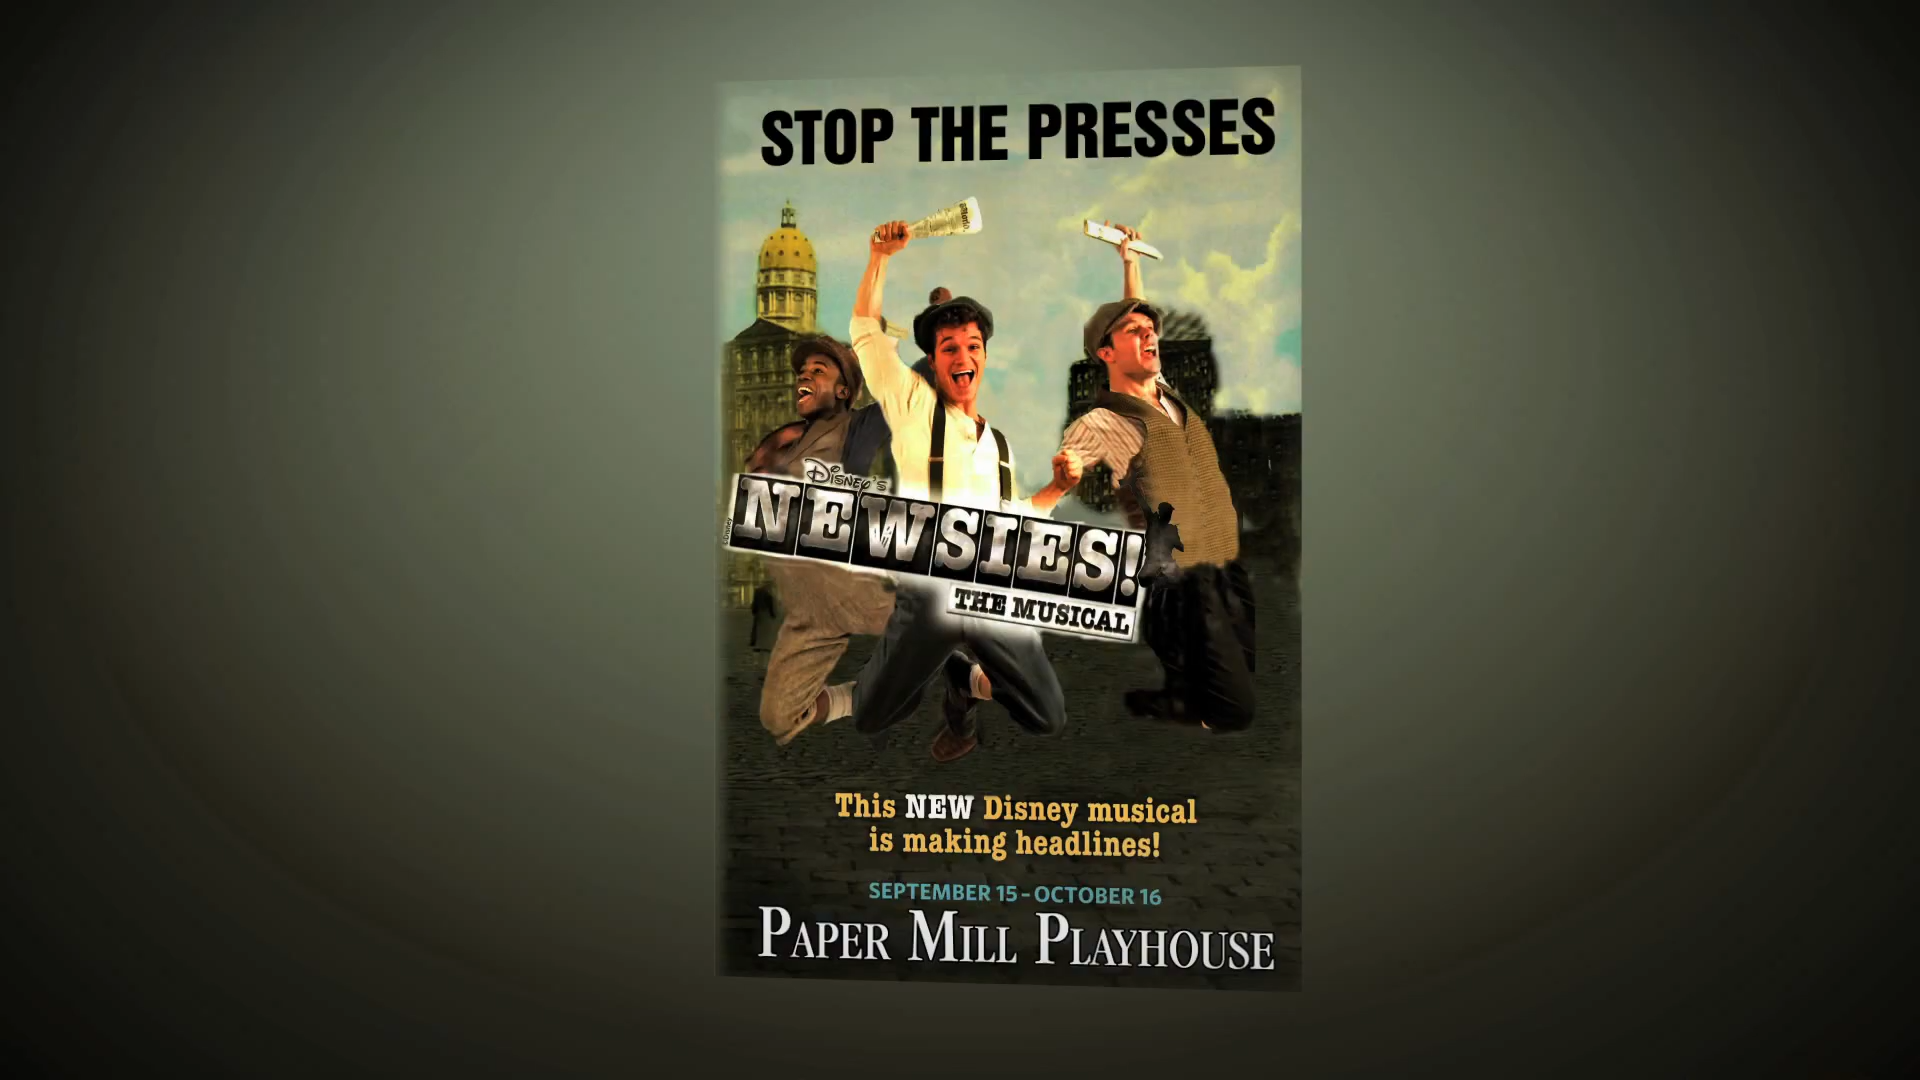 STOP THE PRESSES
DISNEY'S
NEWSIES!
THE MUSICAL
This NEW Disney musical
is making headlines!
SEPTEMBER 15-OCTOBER 16
PAPER MILL PLAYHOUSE